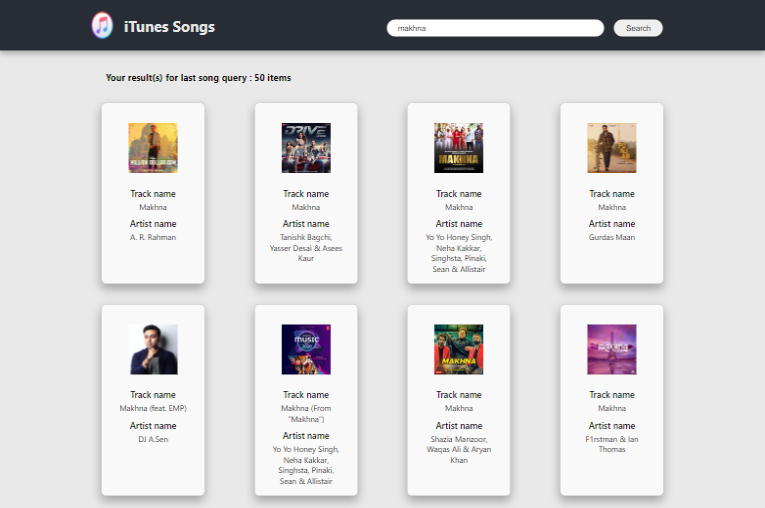 iTunes Songs
makhna
Search
Your result(s) for last song query : 50 items
MILLION DOLLAR ARM
DRIVE
MAKHNA
Track name
Makhna
Artist name
A. R. Rahman
Track name
Makhna
Artist name
Tanishk Bagchi,
Yasser Desai & Asees
Kaur
Track name
Makhna
Artist name
Yo Yo Honey Singh,
Neha Kakkar,
Singhsta, Pinaki,
Sean & Allistair
Track name
Makhna
Artist name
Gurdas Maan
MUSIC
MAKHNA
Track name
Makhna (feat. EMP)
Artist name
DJ A.Sen
Track name
Makhna (From
"Makhna")
Artist name
Yo Yo Honey Singh,
Neha Kakkar,
Singhsta, Pinaki,
Sean & Allistair
Track name
Makhna
Artist name
Shazia Manzoor,
Waqas Ali & Aryan
Khan
Track name
Makhna
Artist name
F1rstman & Ian
Thomas